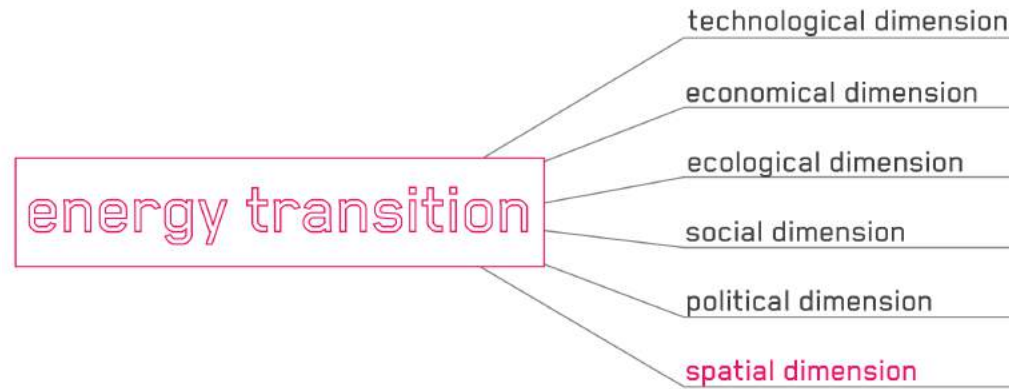 technological dimension
economical dimension
ecological dimension
energy transition
social dimension
political dimension
spatial dimension